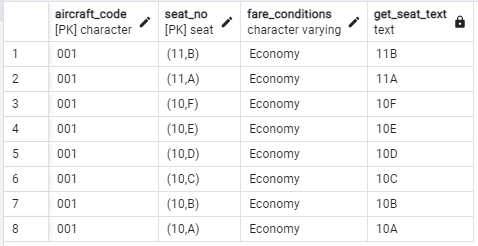 aircraft_code seat_no fare_conditions get_seat_text
[PK] character [PK] seat character varying text
1 001 (11,B) Economy 11B
2 001 (11,A) Economy 11A
3 001 (10,F) Economy 10F
4 001 (10,E) Economy 10E
5 001 (10,D) Economy 10D
6 001 (10,C) Economy 10C
7 001 (10,B) Economy 10B
8 001 (10,A) Economy 10A